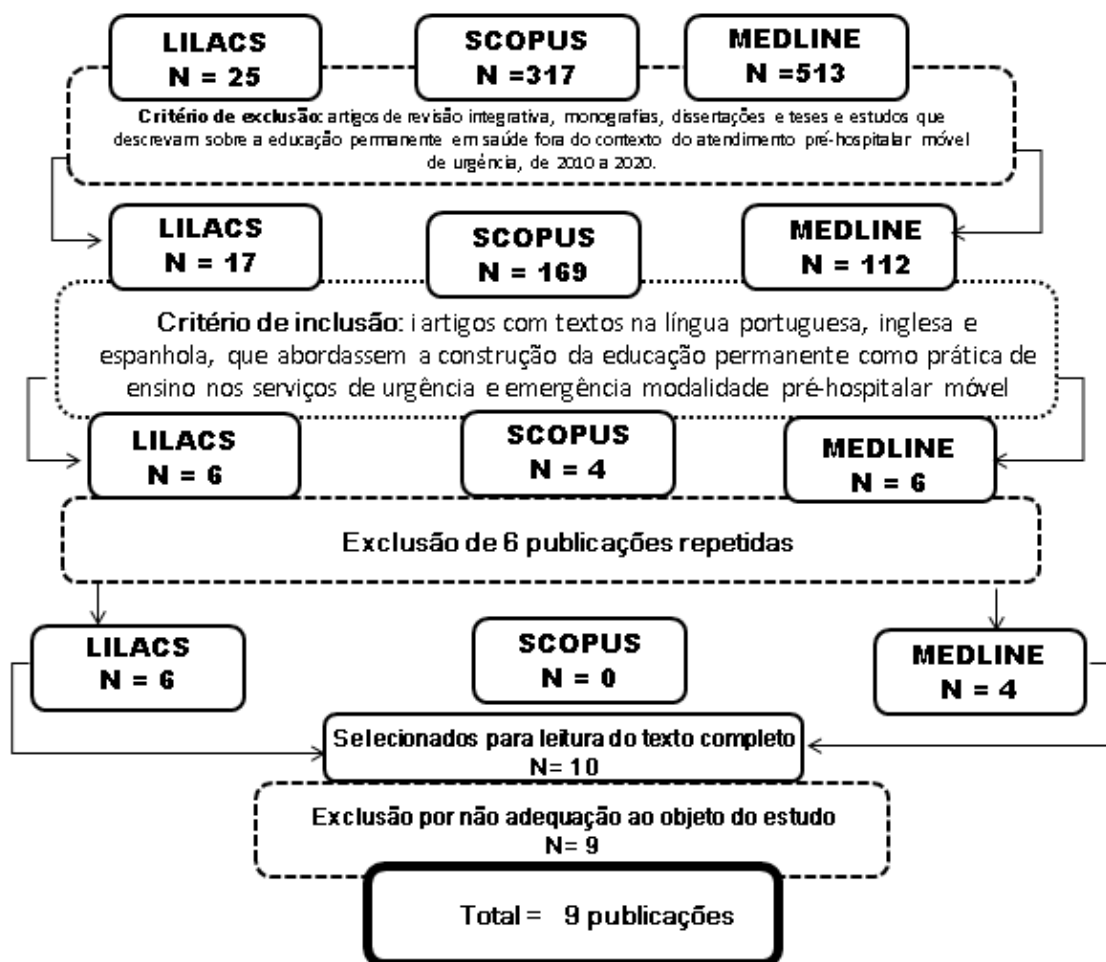 LILACS
N = 25
SCOPUS
N =317
MEDLINE
N =513
Critério de exclusão: artigos de revisão integrativa, monografias, dissertações e teses e estudos que
descrevam sobre a educação permanente em saúde fora do contexto do atendimento pré-hospitalar móvel
de urgência, de 2010 a 2020.
LILACS
N = 17
SCOPUS
N = 169
MEDLINE
N = 112
Critério de inclusão: i artigos com textos na língua portuguesa, inglesa e
espanhola, que abordassem a construção da educação permanente como prática de
ensino nos serviços de urgência e emergência modalidade pré-hospitalar móvel
LILACS
N = 6
SCOPUS
N = 4
MEDLINE
N = 6
Exclusão de 6 publicações repetidas
LILACS
N = 6
SCOPUS
N = 0
MEDLINE
N = 4
Selecionados para leitura do texto completo
N= 10
Exclusão por não adequação ao objeto do estudo
N= 9
Total = 9 publicações